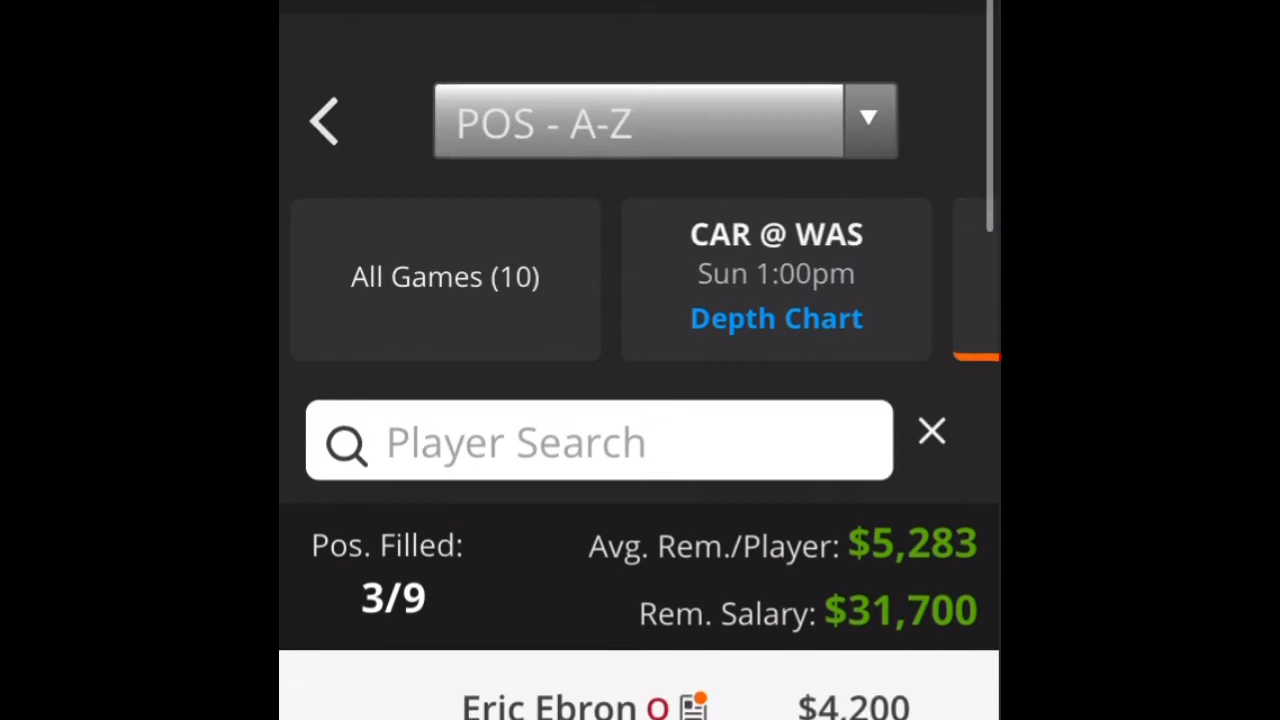 POS - A-Z
All Games (10)
CAR @ WAS
Sun 1:00pm
Depth Chart
Player Search
Pos. Filled:
3/9
Avg. Rem./Player: $5,283
Rem. Salary: $31,700
Eric Ebron O $4,200